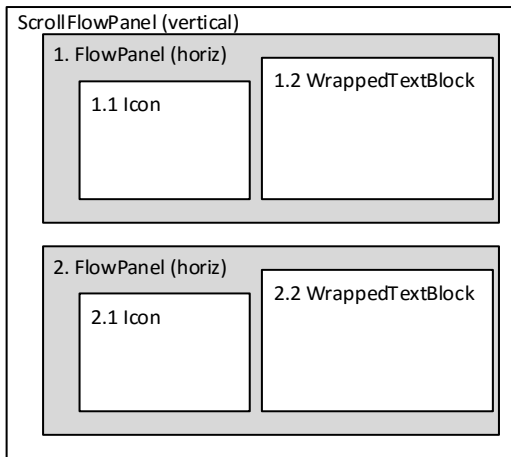 ScrollFlowPanel (vertical)
1. FlowPanel (horiz)
1.1 Icon
1.2 WrappedTextBlock
2. FlowPanel (horiz)
2.1 Icon
2.2 WrappedTextBlock